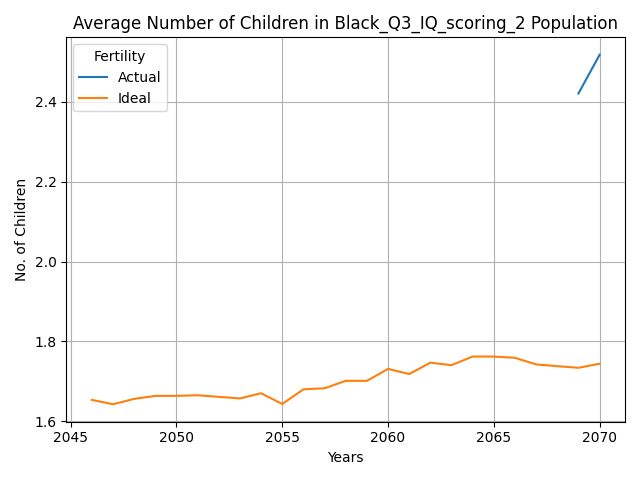 Average Number of Children in Black_Q3_IQ_scoring_2 Population
Fertility
Actual
Ideal
No. of Children
2.4
2.2
2.0
1.8
1.6
2045 2050 2055 2060 2065 2070
Years